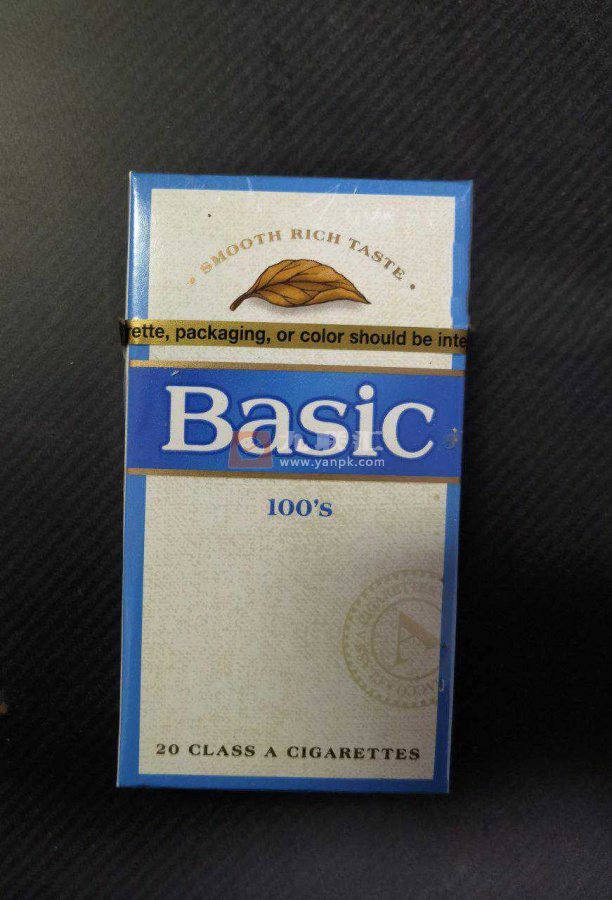 • SMOOTH RICH TASTE •
rette, packaging, or color should be inte
Basic
www.yanpk.com
100's
A
20 CLASS A CIGARETTES